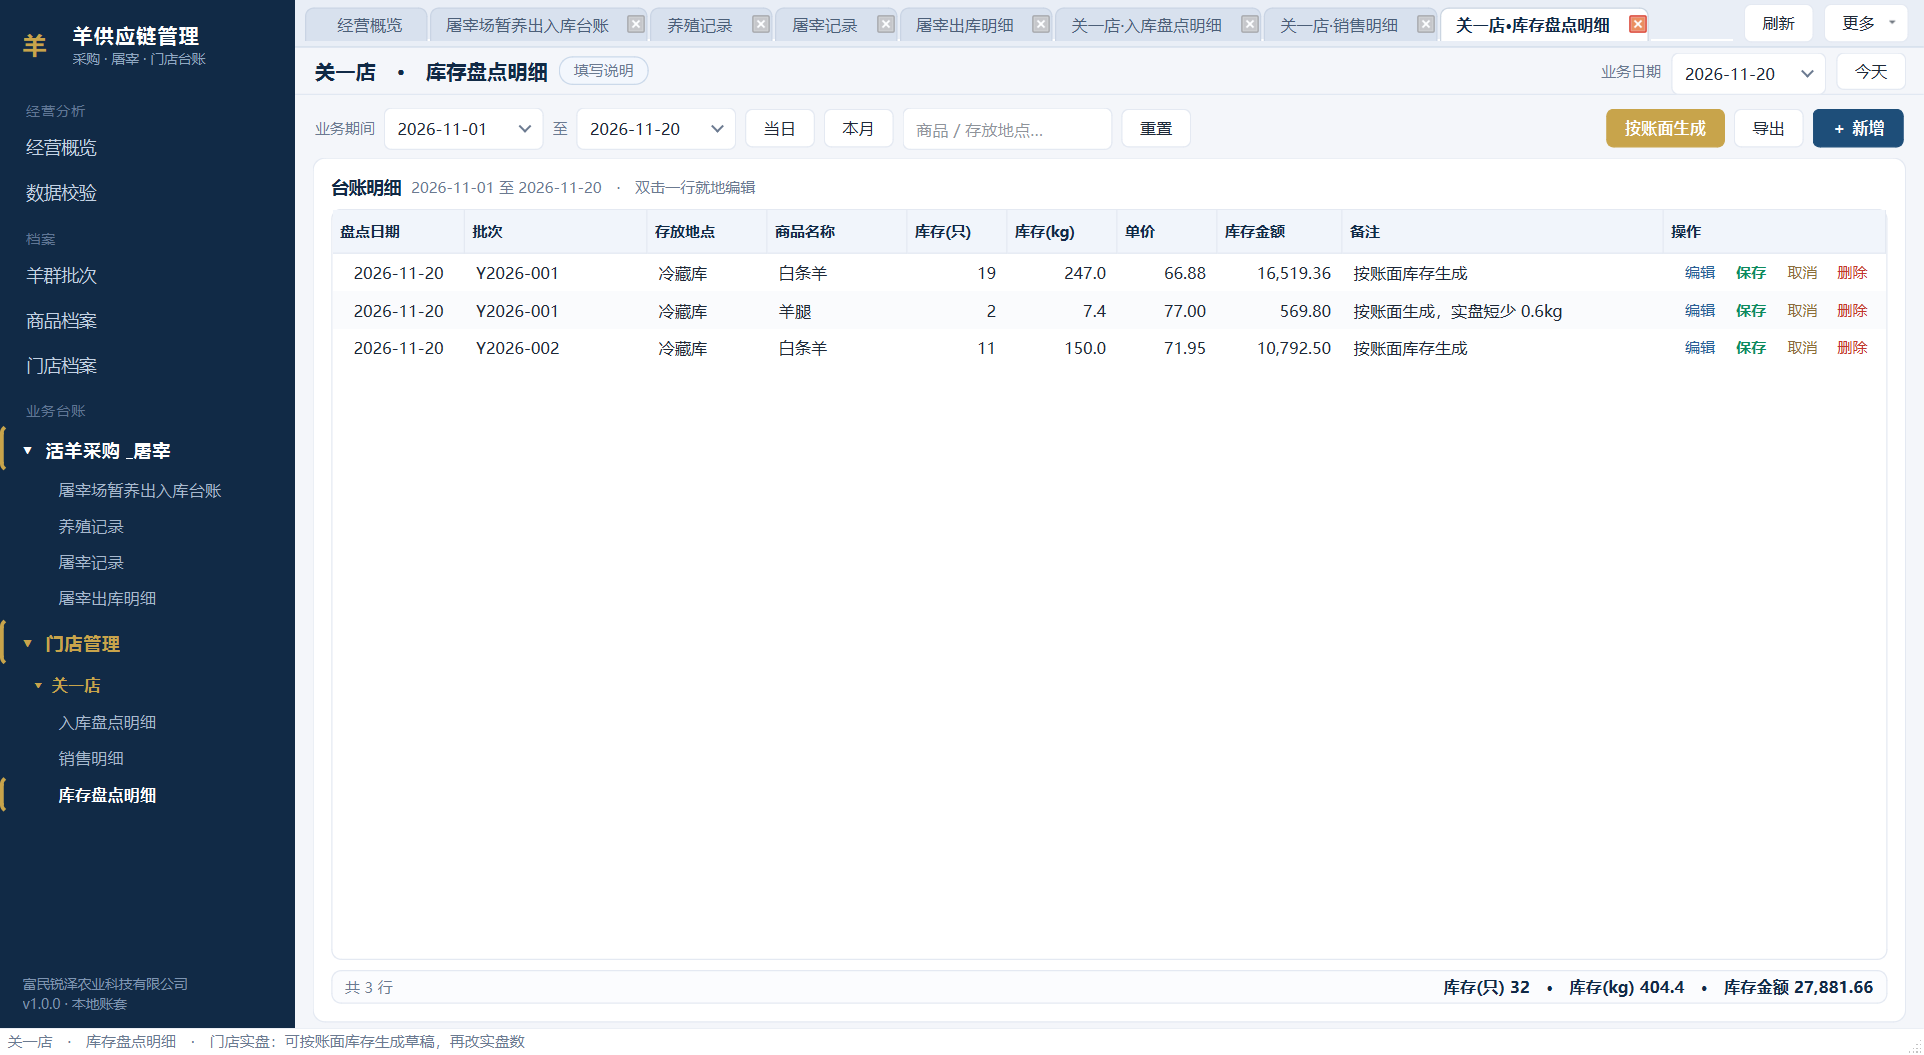 羊 羊供应链管理
采购 · 屠宰 · 门店台账
经营分析
经营概览
数据校验
档案
羊群批次
商品档案
门店档案
业务台账
活羊采购 _屠宰
屠宰场暂养出入库台账
养殖记录
屠宰记录
屠宰出库明细
门店管理
关一店
入库盘点明细
销售明细
库存盘点明细
富民锐泽农业科技有限公司
v1.0.0 · 本地账套
经营概览 屠宰场暂养出入库台账 养殖记录 屠宰记录 屠宰出库明细 关一店·入库盘点明细 关一店·销售明细 关一店·库存盘点明细 刷新 更多
关一店 · 库存盘点明细 填写说明 业务日期 2026-11-20 今天
业务期间 2026-11-01 至 2026-11-20 当日 本月 商品 / 存放地点... 重置 按账面生成 导出 + 新增
台账明细 2026-11-01 至 2026-11-20 · 双击一行就地编辑
盘点日期 批次 存放地点 商品名称 库存(只) 库存(kg) 单价 库存金额 备注 操作
2026-11-20 Y2026-001 冷藏库 白条羊 19 247.0 66.88 16,519.36 按账面库存生成 编辑 保存 取消 删除
2026-11-20 Y2026-001 冷藏库 羊腿 2 7.4 77.00 569.80 按账面生成，实盘短少 0.6kg 编辑 保存 取消 删除
2026-11-20 Y2026-002 冷藏库 白条羊 11 150.0 71.95 10,792.50 按账面库存生成 编辑 保存 取消 删除
共 3 行 库存(只) 32 • 库存(kg) 404.4 • 库存金额 27,881.66
关一店 · 库存盘点明细 · 门店实盘：可按账面库存生成草稿，再改实盘数